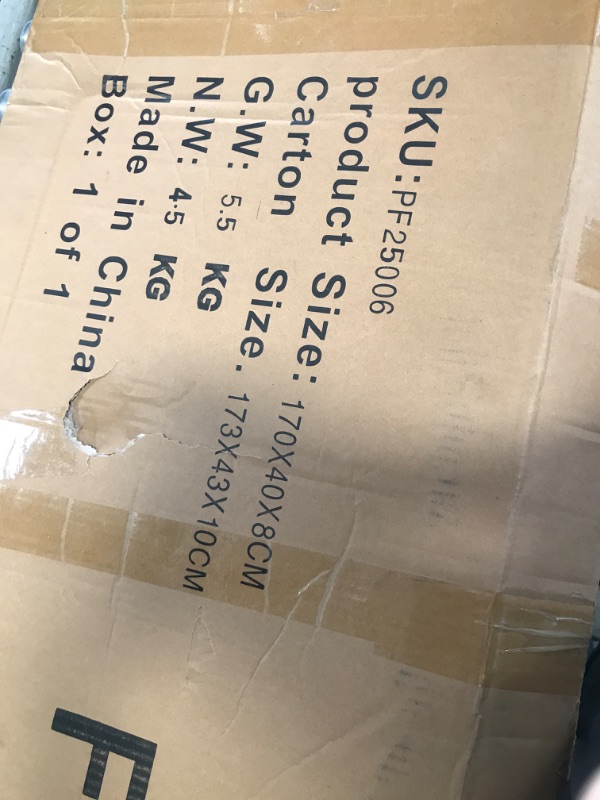 SKU:PF25006
product Size: 170X40X8CM
Carton Size. 173X43X10CM
G.W: 5.5 KG
N.W: 4.5 KG
Made in China
Box: 1 of 1
F